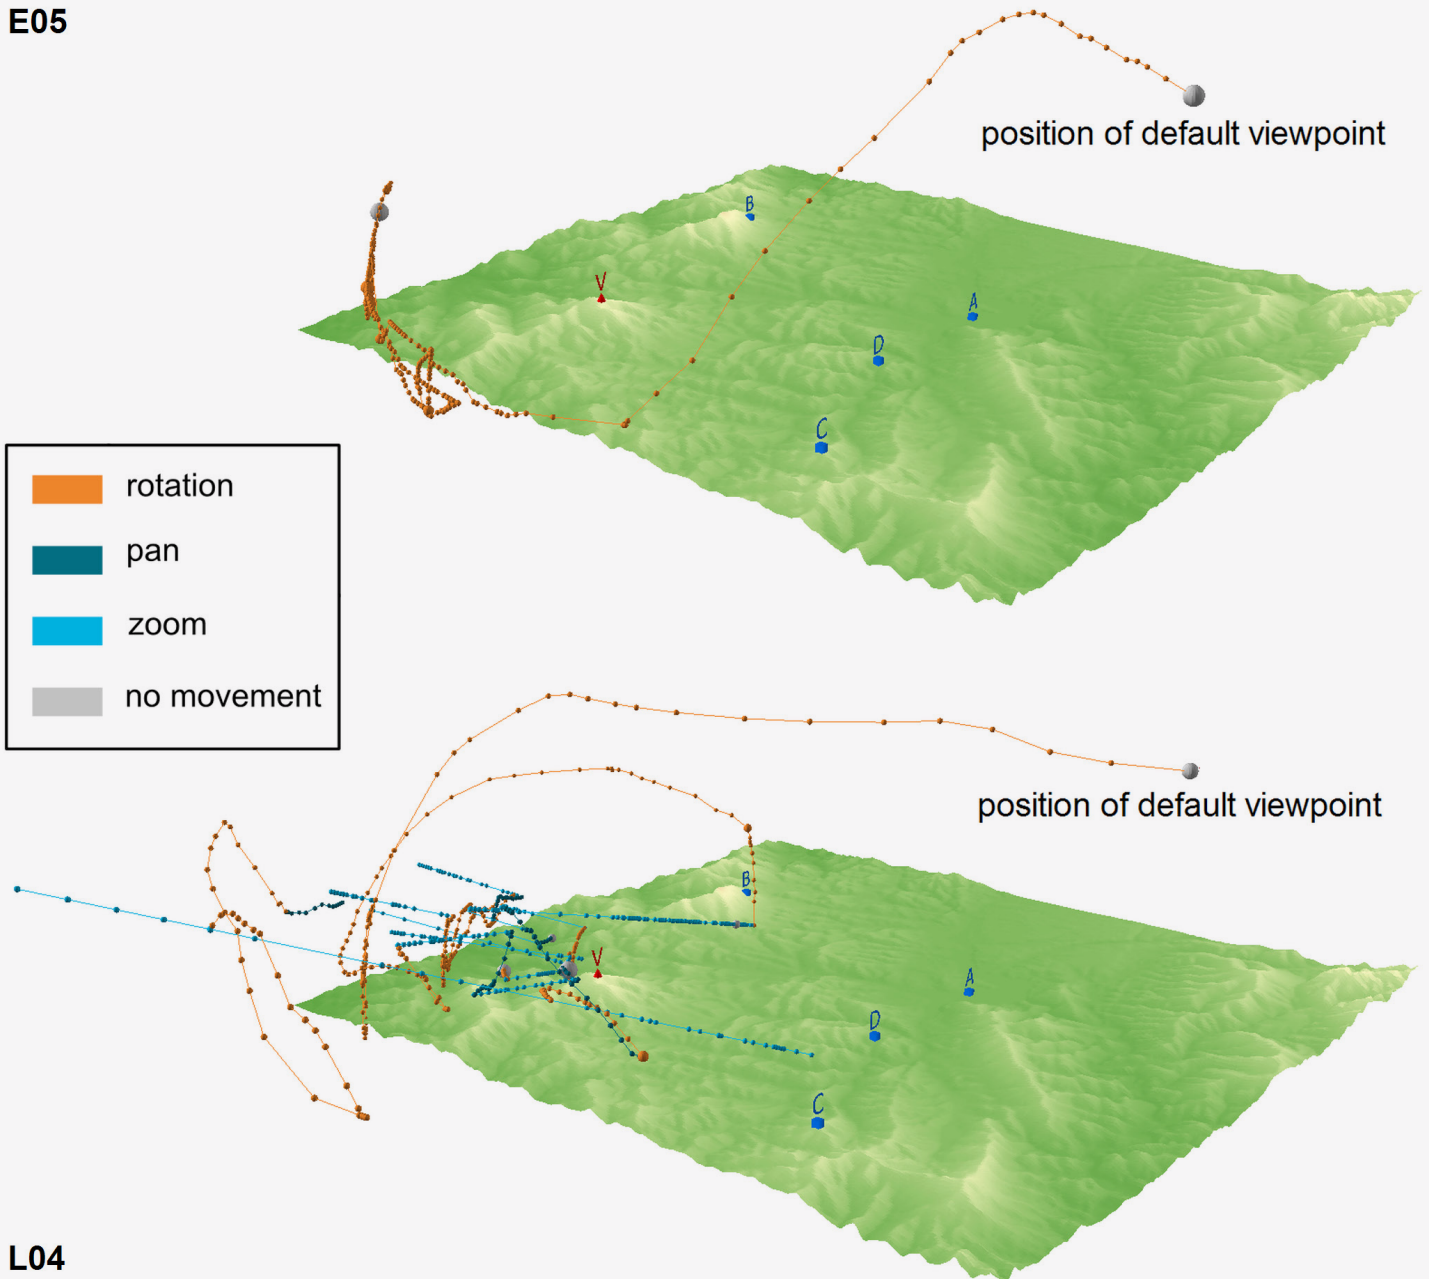 E05
position of default viewpoint
B
V
A
D
C
rotation
pan
zoom
no movement
position of default viewpoint
B
V
A
D
C
L04